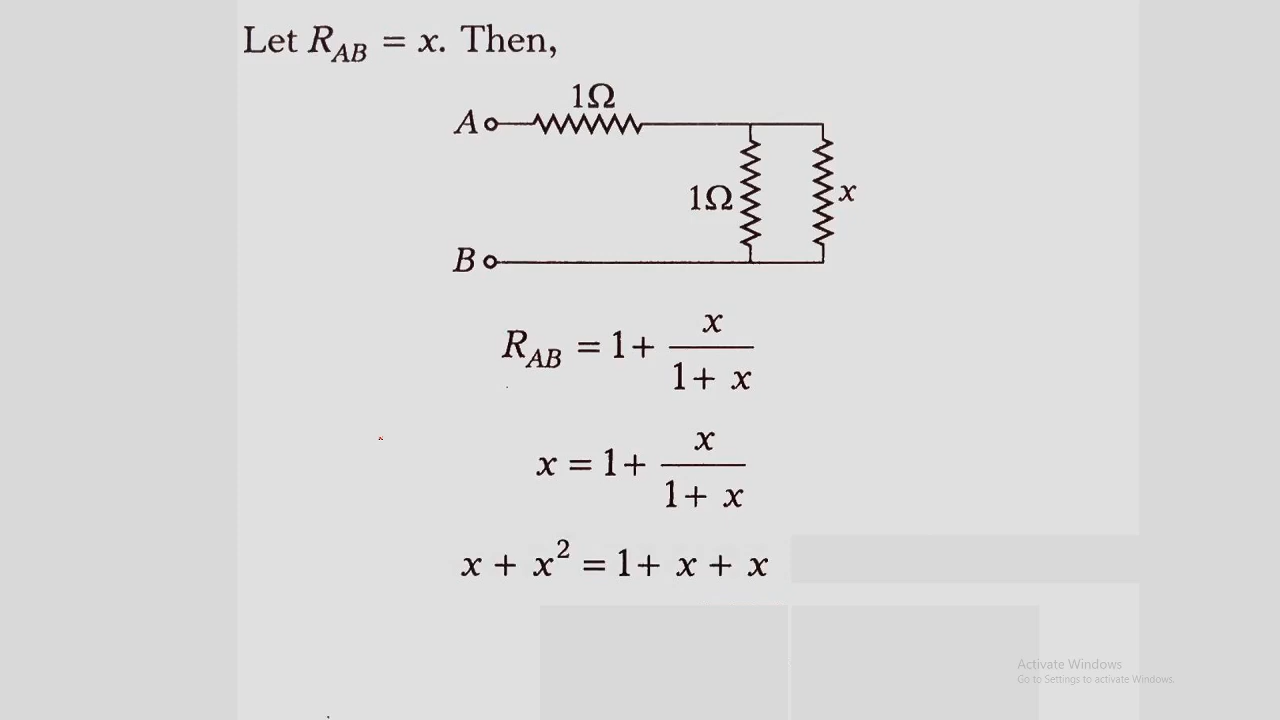 Let R_AB = x. Then,
1Ω
A
1Ω
x
B
R_AB = 1+ x/(1+ x)
x = 1+ x/(1+ x)
x + x² = 1+ x + x
Activate Windows
Go to Settings to activate Windows.